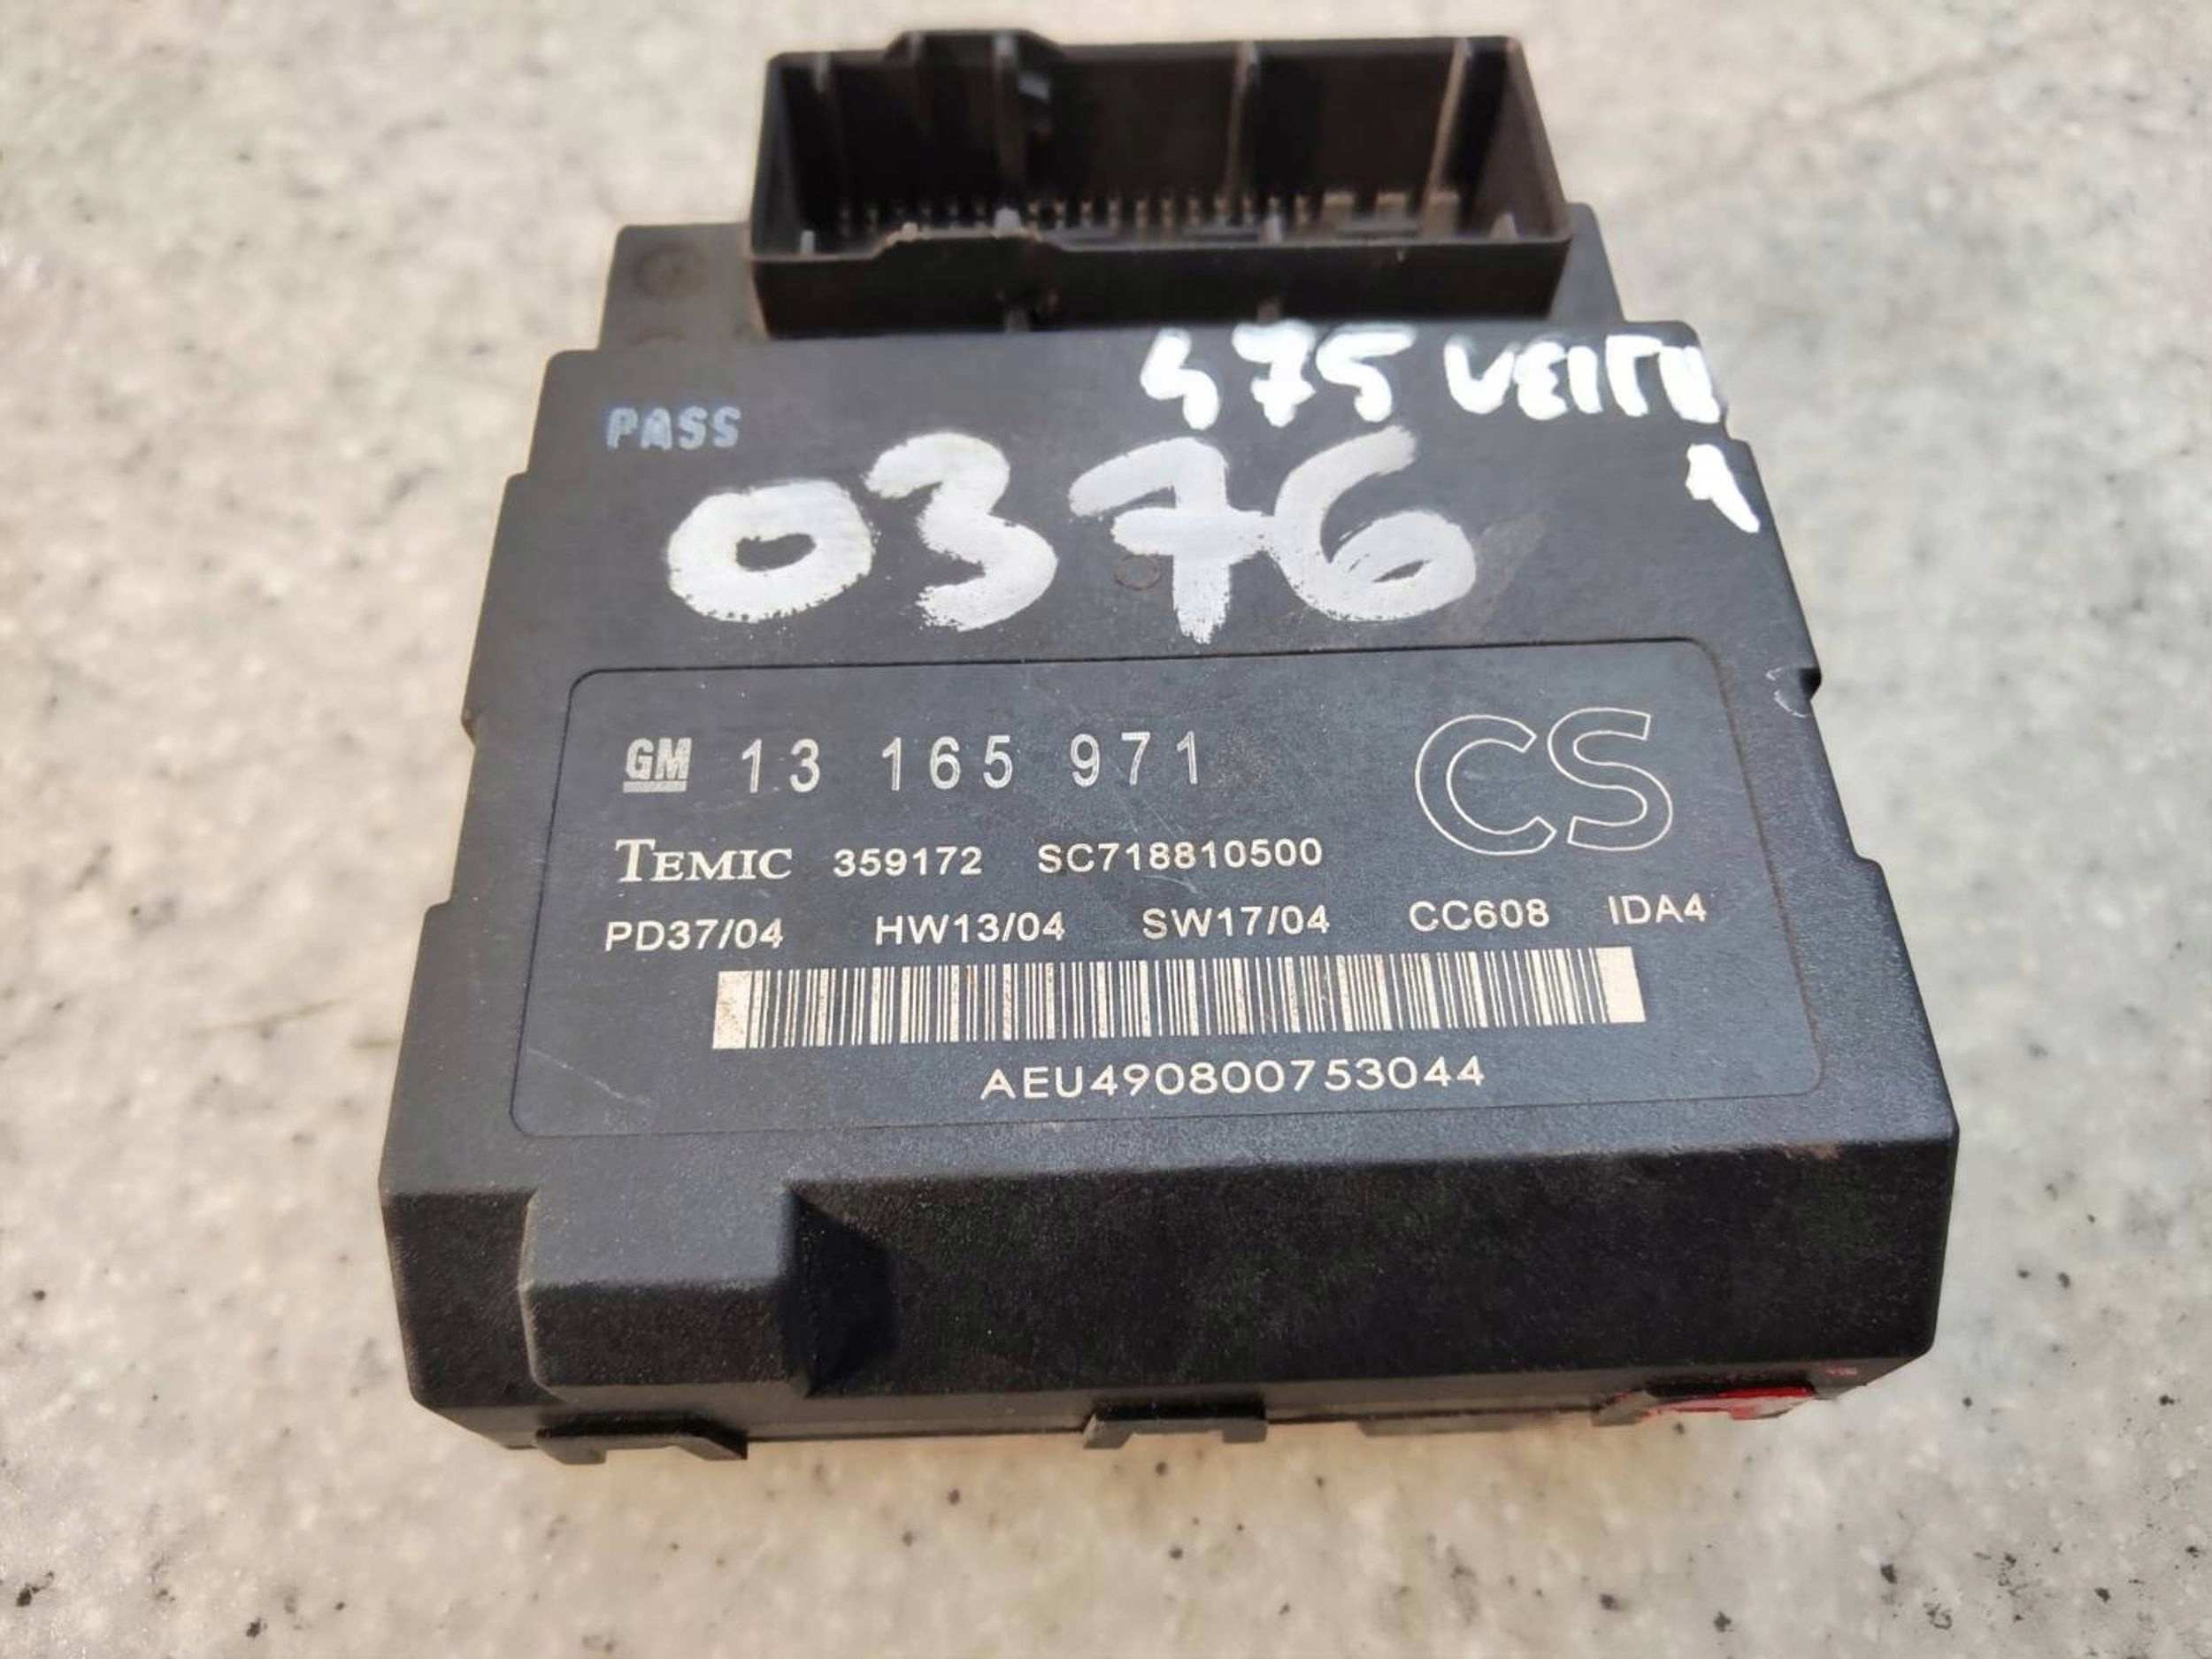 475
PASS
0376
1
GM 13 165 971
CS
TEMIC 359172 SC718810500
PD37/04 HW13/04 SW17/04 CC608 IDA4
AEU490800753044